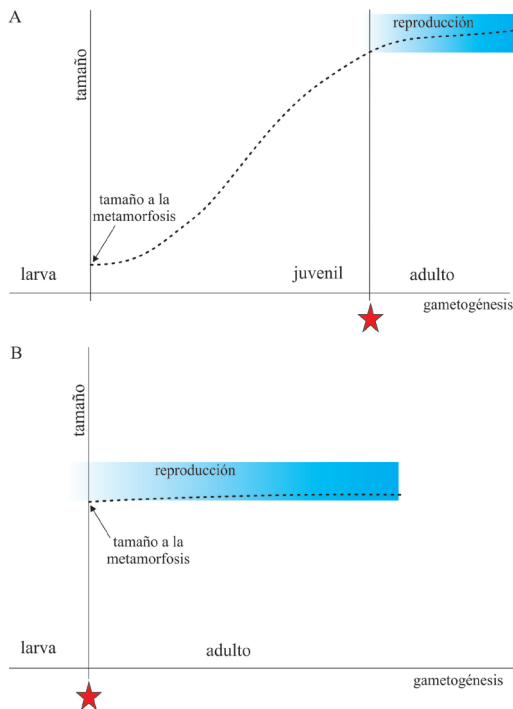 A
reproducción
tamaño
tamaño a la
metamorfosis
larva
juvenil
adulto
gametogénesis
B
tamaño
reproducción
tamaño a la
metamorfosis
larva
adulto
gametogénesis